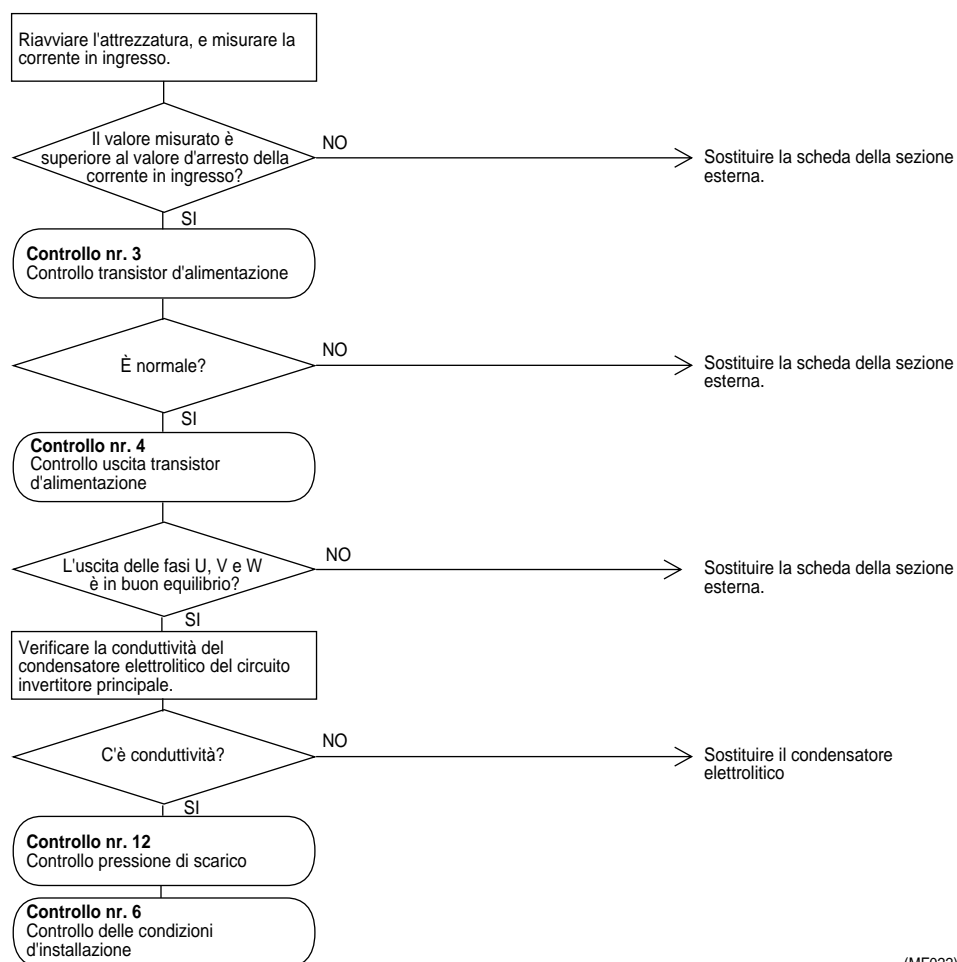 Riavviare l'attrezzatura, e misurare la
corrente in ingresso.
Il valore misurato è
superiore al valore d'arresto della
corrente in ingresso?
NO
Sostituire la scheda della sezione
esterna.
SI
Controllo nr. 3
Controllo transistor d'alimentazione
È normale?
NO
Sostituire la scheda della sezione
esterna.
SI
Controllo nr. 4
Controllo uscita transistor
d'alimentazione
L'uscita delle fasi U, V e W
è in buon equilibrio?
NO
Sostituire la scheda della sezione
esterna.
SI
Verificare la conduttività del
condensatore elettrolitico del circuito
invertitore principale.
C'è conduttività?
NO
Sostituire il condensatore
elettrolitico
SI
Controllo nr. 12
Controllo pressione di scarico
Controllo nr. 6
Controllo delle condizioni
d'installazione